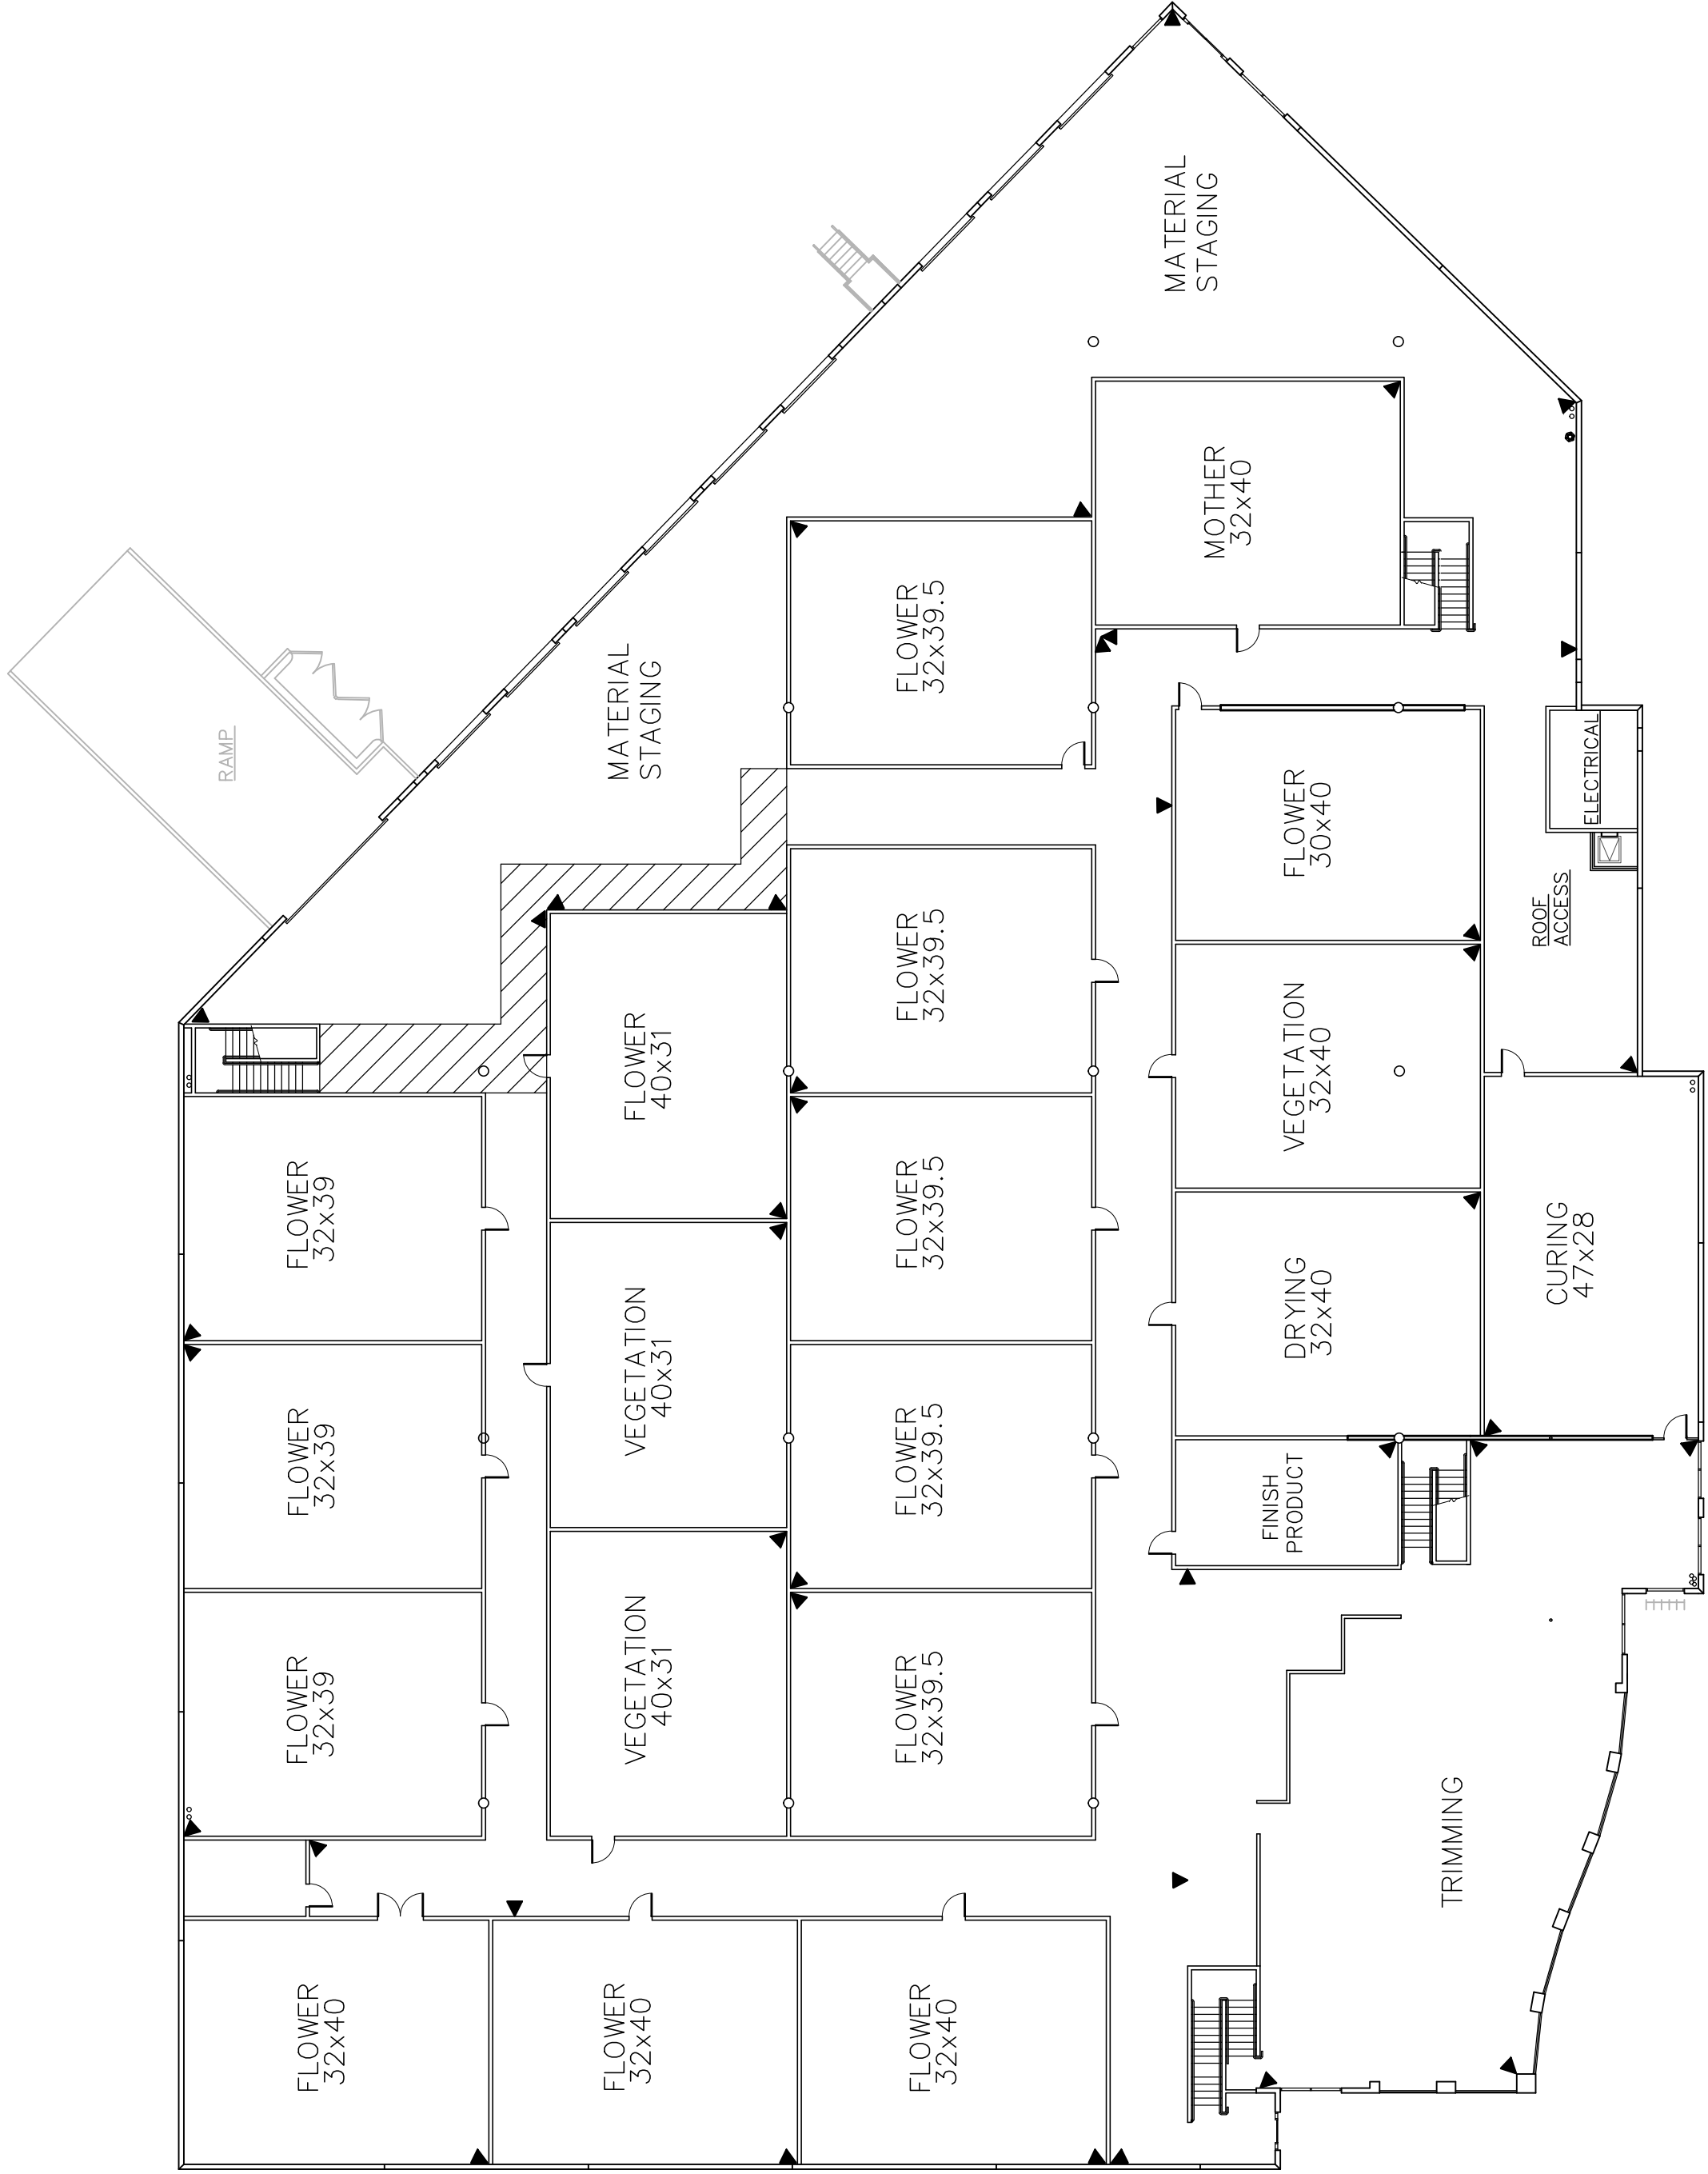 MATERIAL
STAGING
RAMP
MATERIAL
STAGING
MOTHER
32x40
FLOWER
32x39.5
FLOWER
30x40
ELECTRICAL
ROOF
ACCESS
FLOWER
32x39.5
FLOWER
40x31
VEGETATION
32x40
FLOWER
32x39
FLOWER
32x39.5
DRYING
32x40
CURING
47x28
VEGETATION
40x31
FLOWER
32x39
FLOWER
32x39.5
FINISH
PRODUCT
FLOWER
32x39
VEGETATION
40x31
FLOWER
32x39.5
TRIMMING
FLOWER
32x40
FLOWER
32x40
FLOWER
32x40